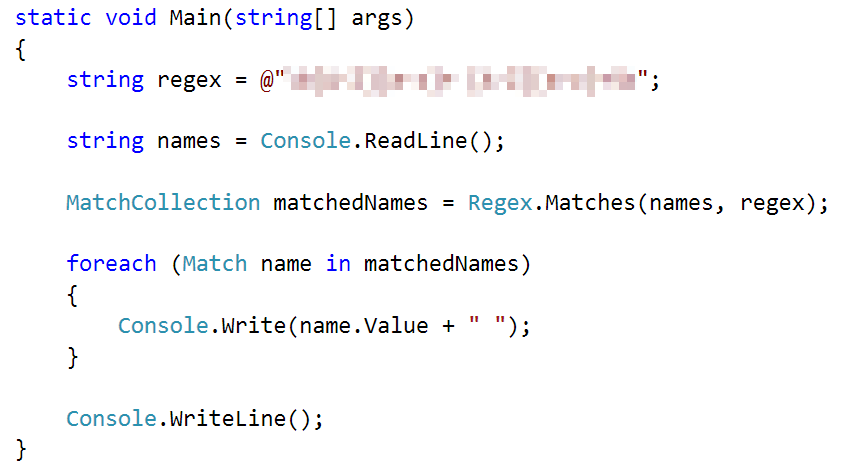 static void Main(string[] args)
{
string regex = @"";
string names = Console.ReadLine();
MatchCollection matchedNames = Regex.Matches(names, regex);
foreach (Match name in matchedNames)
{
Console.Write(name.Value + " ");
}
Console.WriteLine();
}